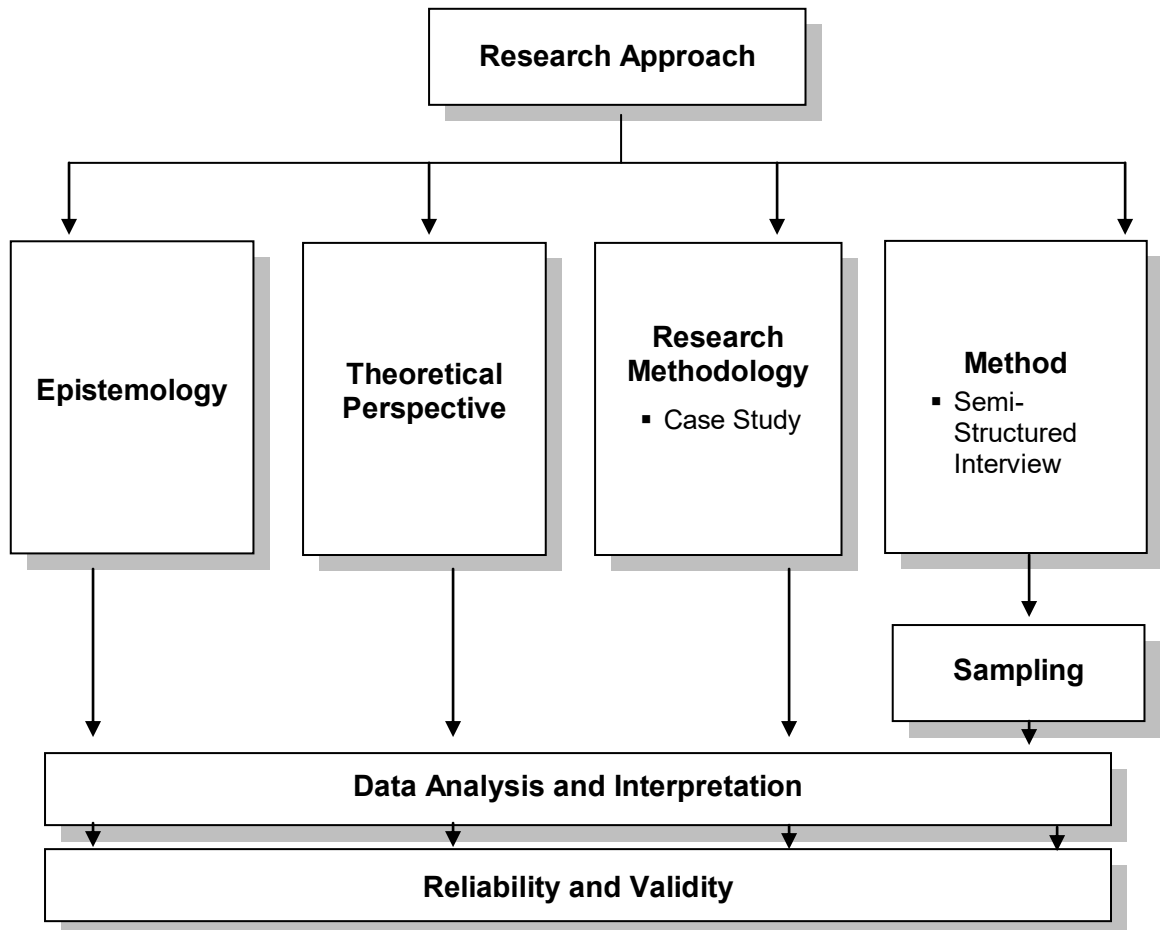 Research Approach
Epistemology
Theoretical
Perspective
Research
Methodology
▪ Case Study
Method
▪ Semi-
Structured
Interview
Sampling
Data Analysis and Interpretation
Reliability and Validity